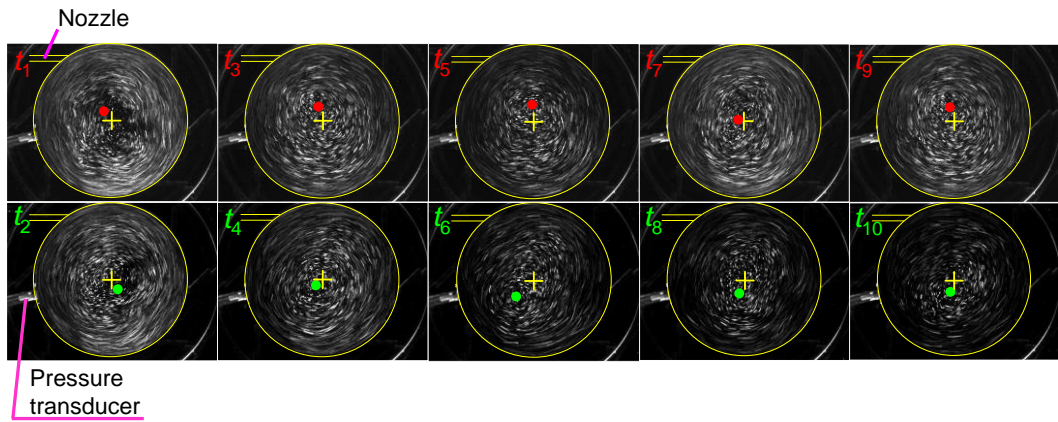 Nozzle
t1 t3 t5 t7 t9
t2 t4 t6 t8 t10
Pressure
transducer